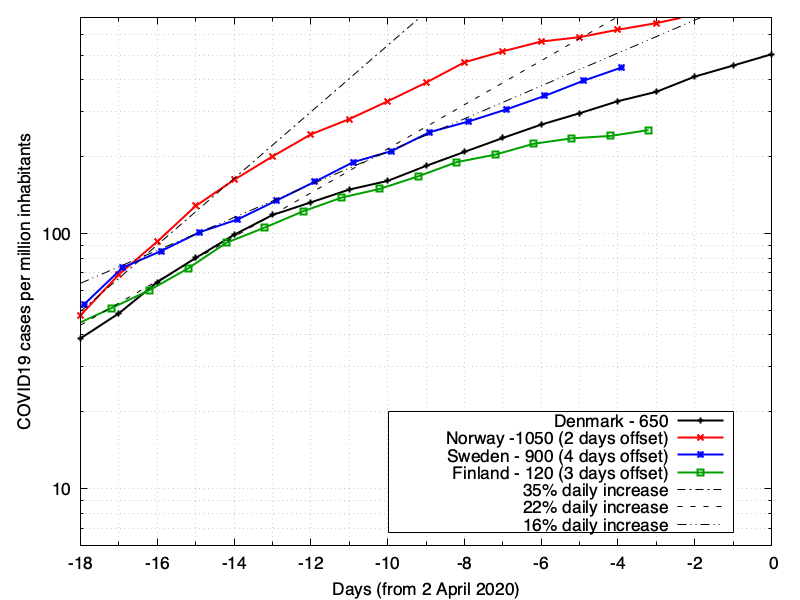 COVID19 cases per million inhabitants
100
10
Denmark - 650
Norway -1050 (2 days offset)
Sweden - 900 (4 days offset)
Finland - 120 (3 days offset)
35% daily increase
22% daily increase
16% daily increase
-18 -16 -14 -12 -10 -8 -6 -4 -2 0
Days (from 2 April 2020)